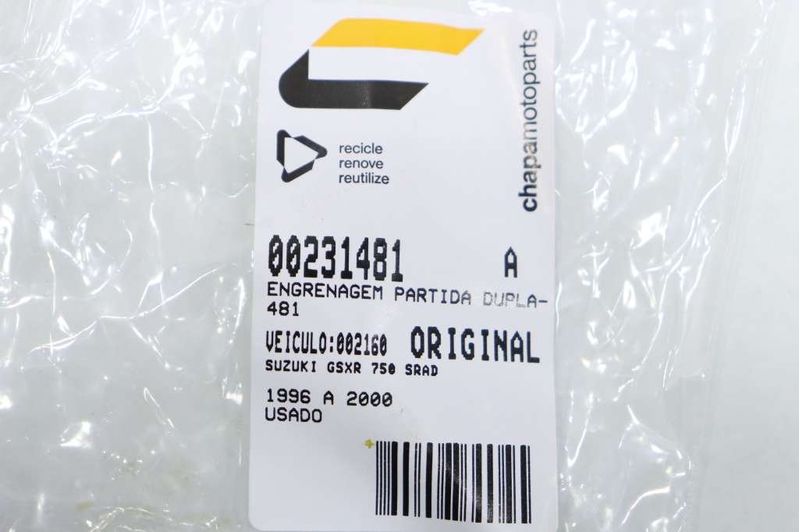 chapamotoparts
recicle
renove
reutilize
00231481 A
ENGRENAGEM PARTIDA DUPLA-
481
VEICULO:002160 ORIGINAL
SUZUKI GSXR 750 SRAD
1996 A 2000
USADO